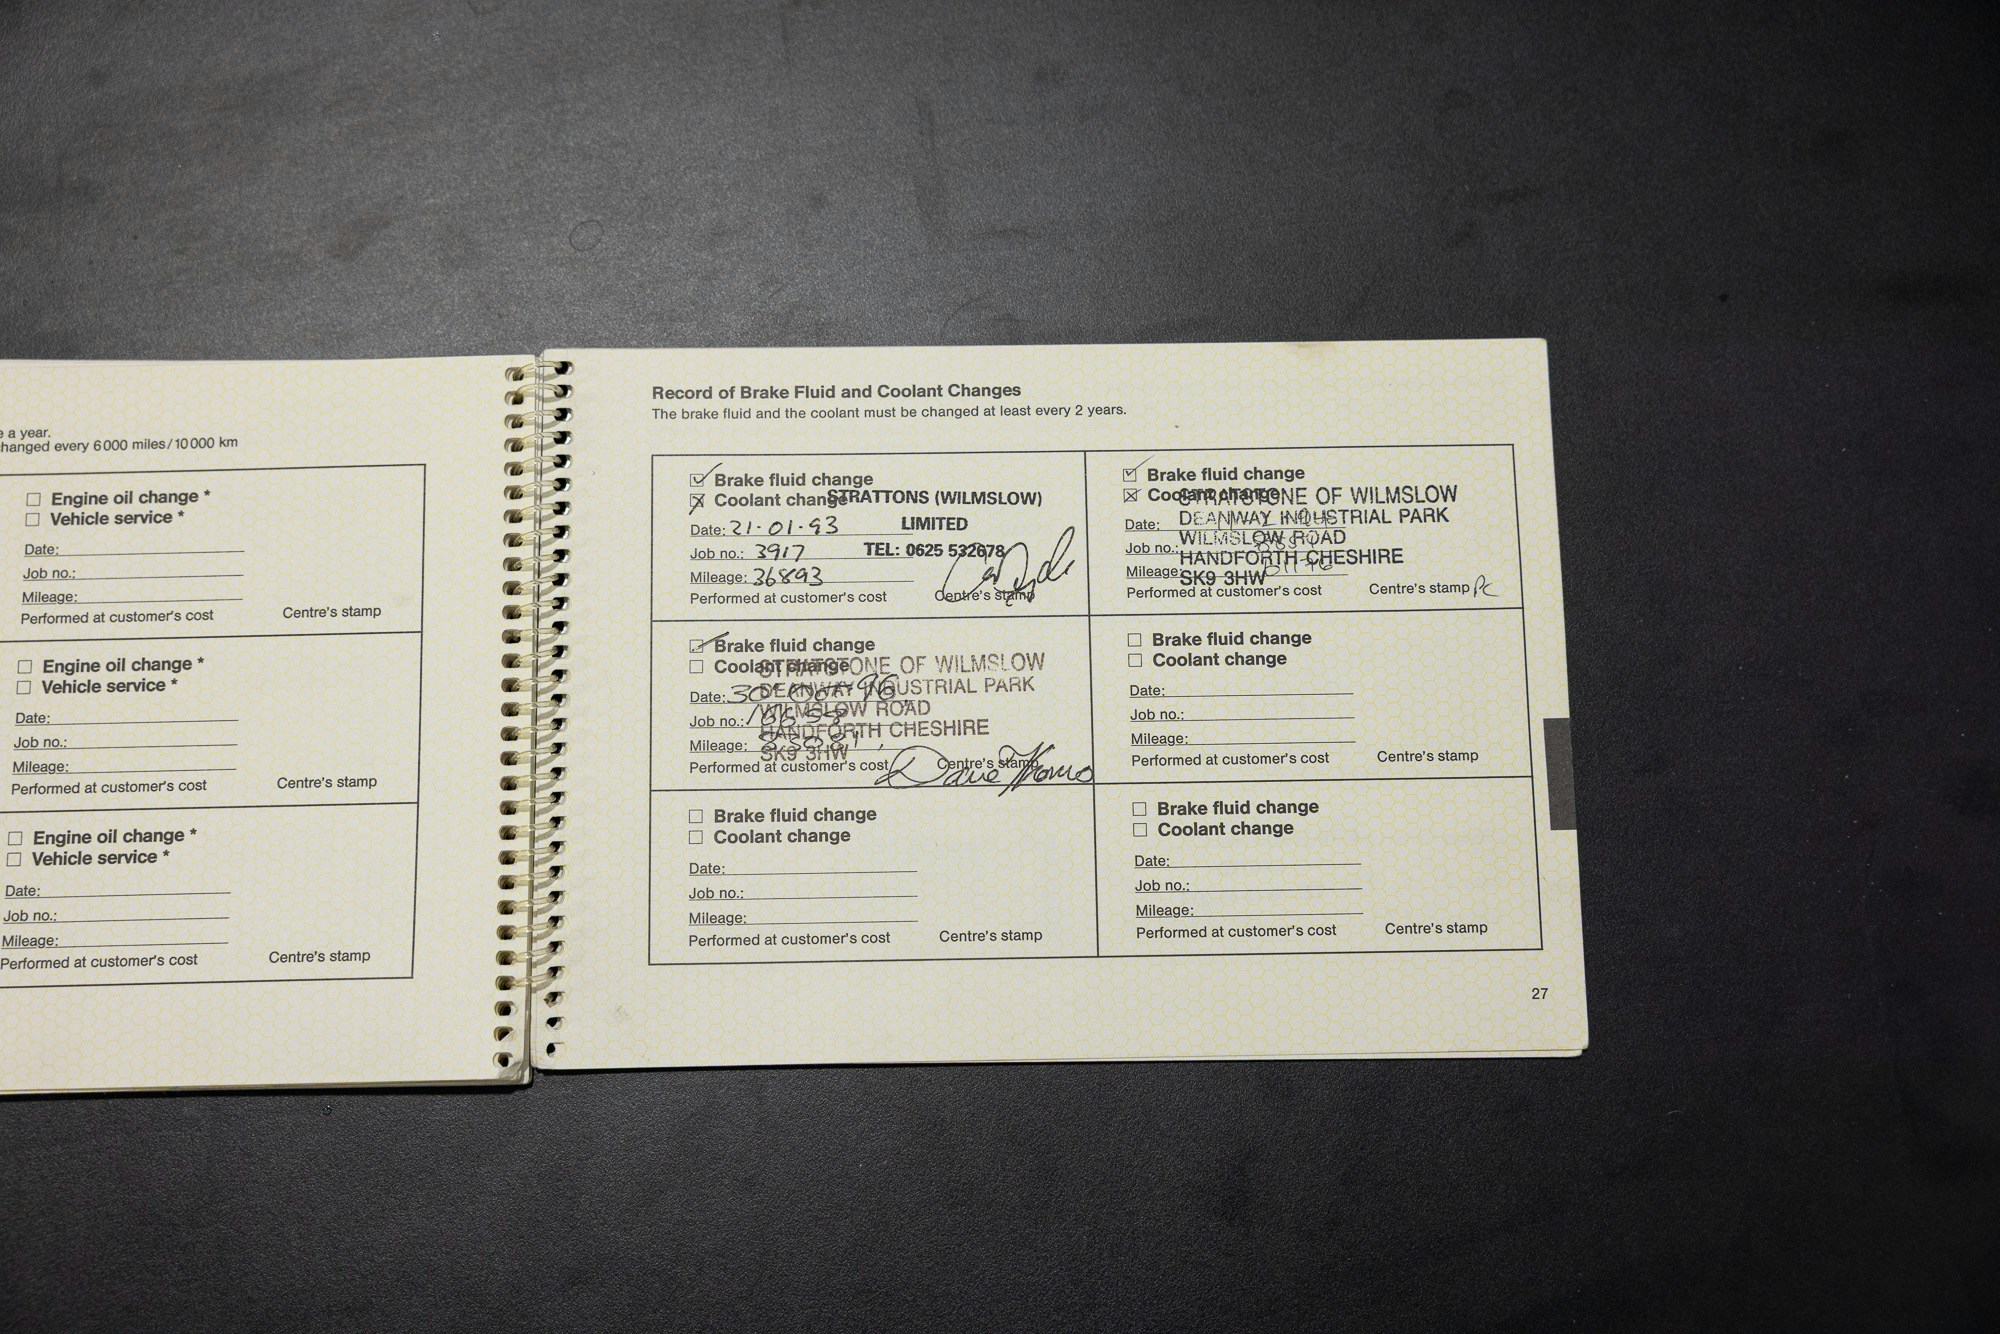 e a year.
hanged every 6 000 miles/10 000 km
Engine oil change *
Vehicle service *
Date:
Job no.:
Mileage:
Performed at customer's cost Centre's stamp
Engine oil change *
Vehicle service *
Date:
Job no.:
Mileage:
Performed at customer's cost Centre's stamp
Engine oil change *
Vehicle service *
Date:
Job no.:
Mileage:
Performed at customer's cost Centre's stamp
Record of Brake Fluid and Coolant Changes
The brake fluid and the coolant must be changed at least every 2 years.
Brake fluid change
Coolant change STRATTONS (WILMSLOW)
LIMITED
Date: 21·01·93
Job no.: 3917 TEL: 0625 532678
Mileage: 36893
Performed at customer's cost Centre's stamp
Brake fluid change
Coolant change
STRATSTONE OF WILMSLOW
DEANWAY INDUSTRIAL PARK
Date:
WILMSLOW ROAD
Job no.:
HANDFORTH CHESHIRE
Mileage:
SK9 3HW
Performed at customer's cost Centre's stamp PC
Brake fluid change
Coolant change
STRATSTONE OF WILMSLOW
DEANWAY INDUSTRIAL PARK
Date:
WILMSLOW ROAD
Job no.:
HANDFORTH CHESHIRE
Mileage:
SK9 3HW
Performed at customer's cost Centre's stamp
Brake fluid change
Coolant change
Date:
Job no.:
Mileage:
Performed at customer's cost Centre's stamp
Brake fluid change
Coolant change
Date:
Job no.:
Mileage:
Performed at customer's cost Centre's stamp
Brake fluid change
Coolant change
Date:
Job no.:
Mileage:
Performed at customer's cost Centre's stamp
27